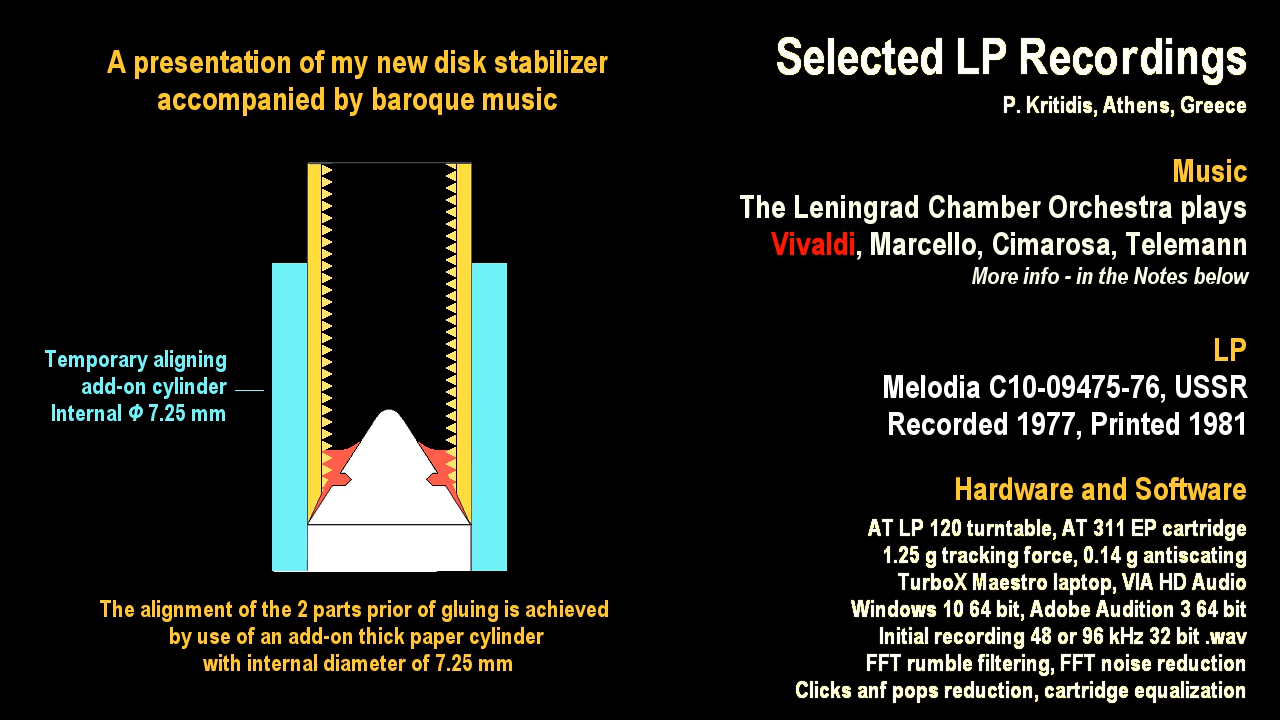 A presentation of my new disk stabilizer
accompanied by baroque music
Temporary aligning
add-on cylinder
Internal Φ 7.25 mm
The alignment of the 2 parts prior of gluing is achieved
by use of an add-on thick paper cylinder
with internal diameter of 7.25 mm
Selected LP Recordings
P. Kritidis, Athens, Greece
Music
The Leningrad Chamber Orchestra plays
Vivaldi, Marcello, Cimarosa, Telemann
More info - in the Notes below
LP
Melodia C10-09475-76, USSR
Recorded 1977, Printed 1981
Hardware and Software
AT LP 120 turntable, AT 311 EP cartridge
1.25 g tracking force, 0.14 g antiscating
TurboX Maestro laptop, VIA HD Audio
Windows 10 64 bit, Adobe Audition 3 64 bit
Initial recording 48 or 96 kHz 32 bit .wav
FFT rumble filtering, FFT noise reduction
Clicks anf pops reduction, cartridge equalization